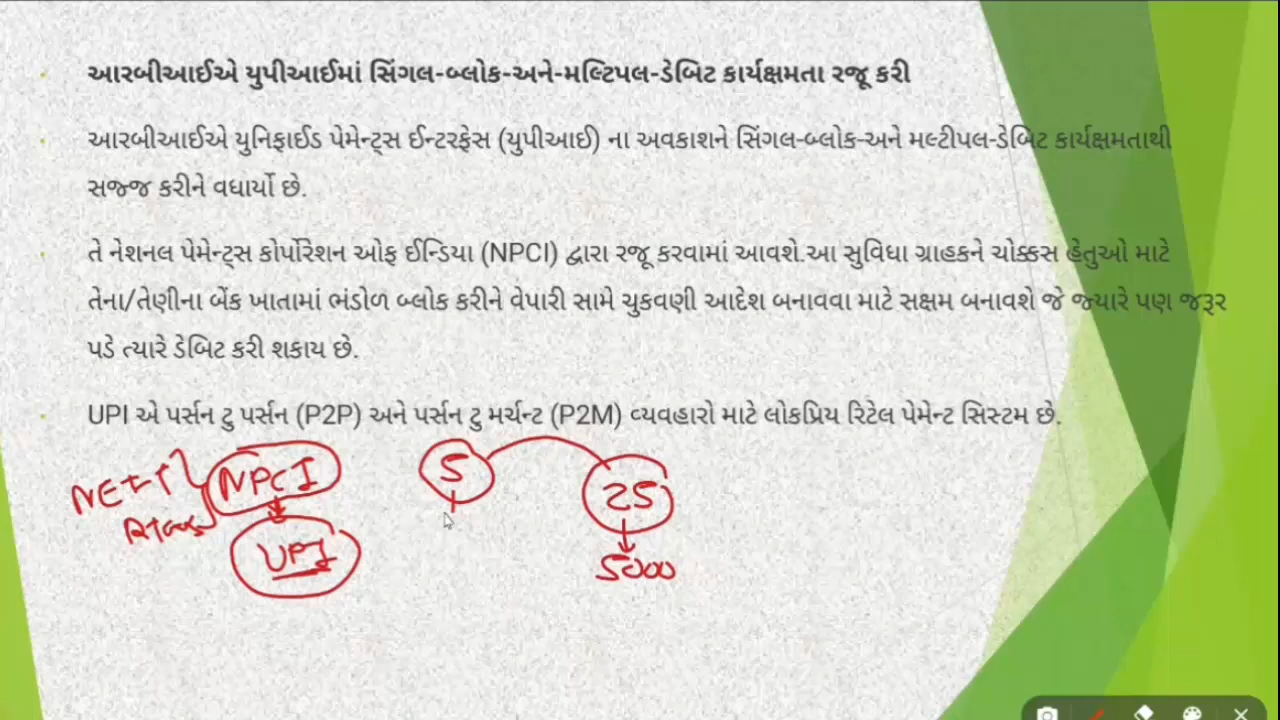 આરબીઆઈએ યુપીઆઈમાં સિંગલ-બ્લોક-અને-મલ્ટિપલ-ડેબિટ કાર્યક્ષમતા રજૂ કરી
આરબીઆઈએ યુનિફાઈડ પેમેન્ટ્સ ઈન્ટરફેસ (યુપીઆઈ) ના અવકાશને સિંગલ-બ્લોક-અને મલ્ટીપલ-ડેબિટ કાર્યક્ષમતાથી
સજ્જ કરીને વધાર્યો છે.
તે નેશનલ પેમેન્ટ્સ કોર્પોરેશન ઓફ ઈન્ડિયા (NPCI) દ્વારા રજૂ કરવામાં આવશે.આ સુવિધા ગ્રાહકને ચોક્કસ હેતુઓ માટે
તેના/તેણીના બેંક ખાતામાં ભંડોળ બ્લોક કરીને વેપારી સામે ચુકવણી આદેશ બનાવવા માટે સક્ષમ બનાવશે જે જ્યારે પણ જરૂર
પડે ત્યારે ડેબિટ કરી શકાય છે.
UPI એ પર્સન ટુ પર્સન (P2P) અને પર્સન ટુ મર્ચન્ટ (P2M) વ્યવહારો માટે લોકપ્રિય રિટેલ પેમેન્ટ સિસ્ટમ છે.
NEFT NPCI 5 25
UPI 5000